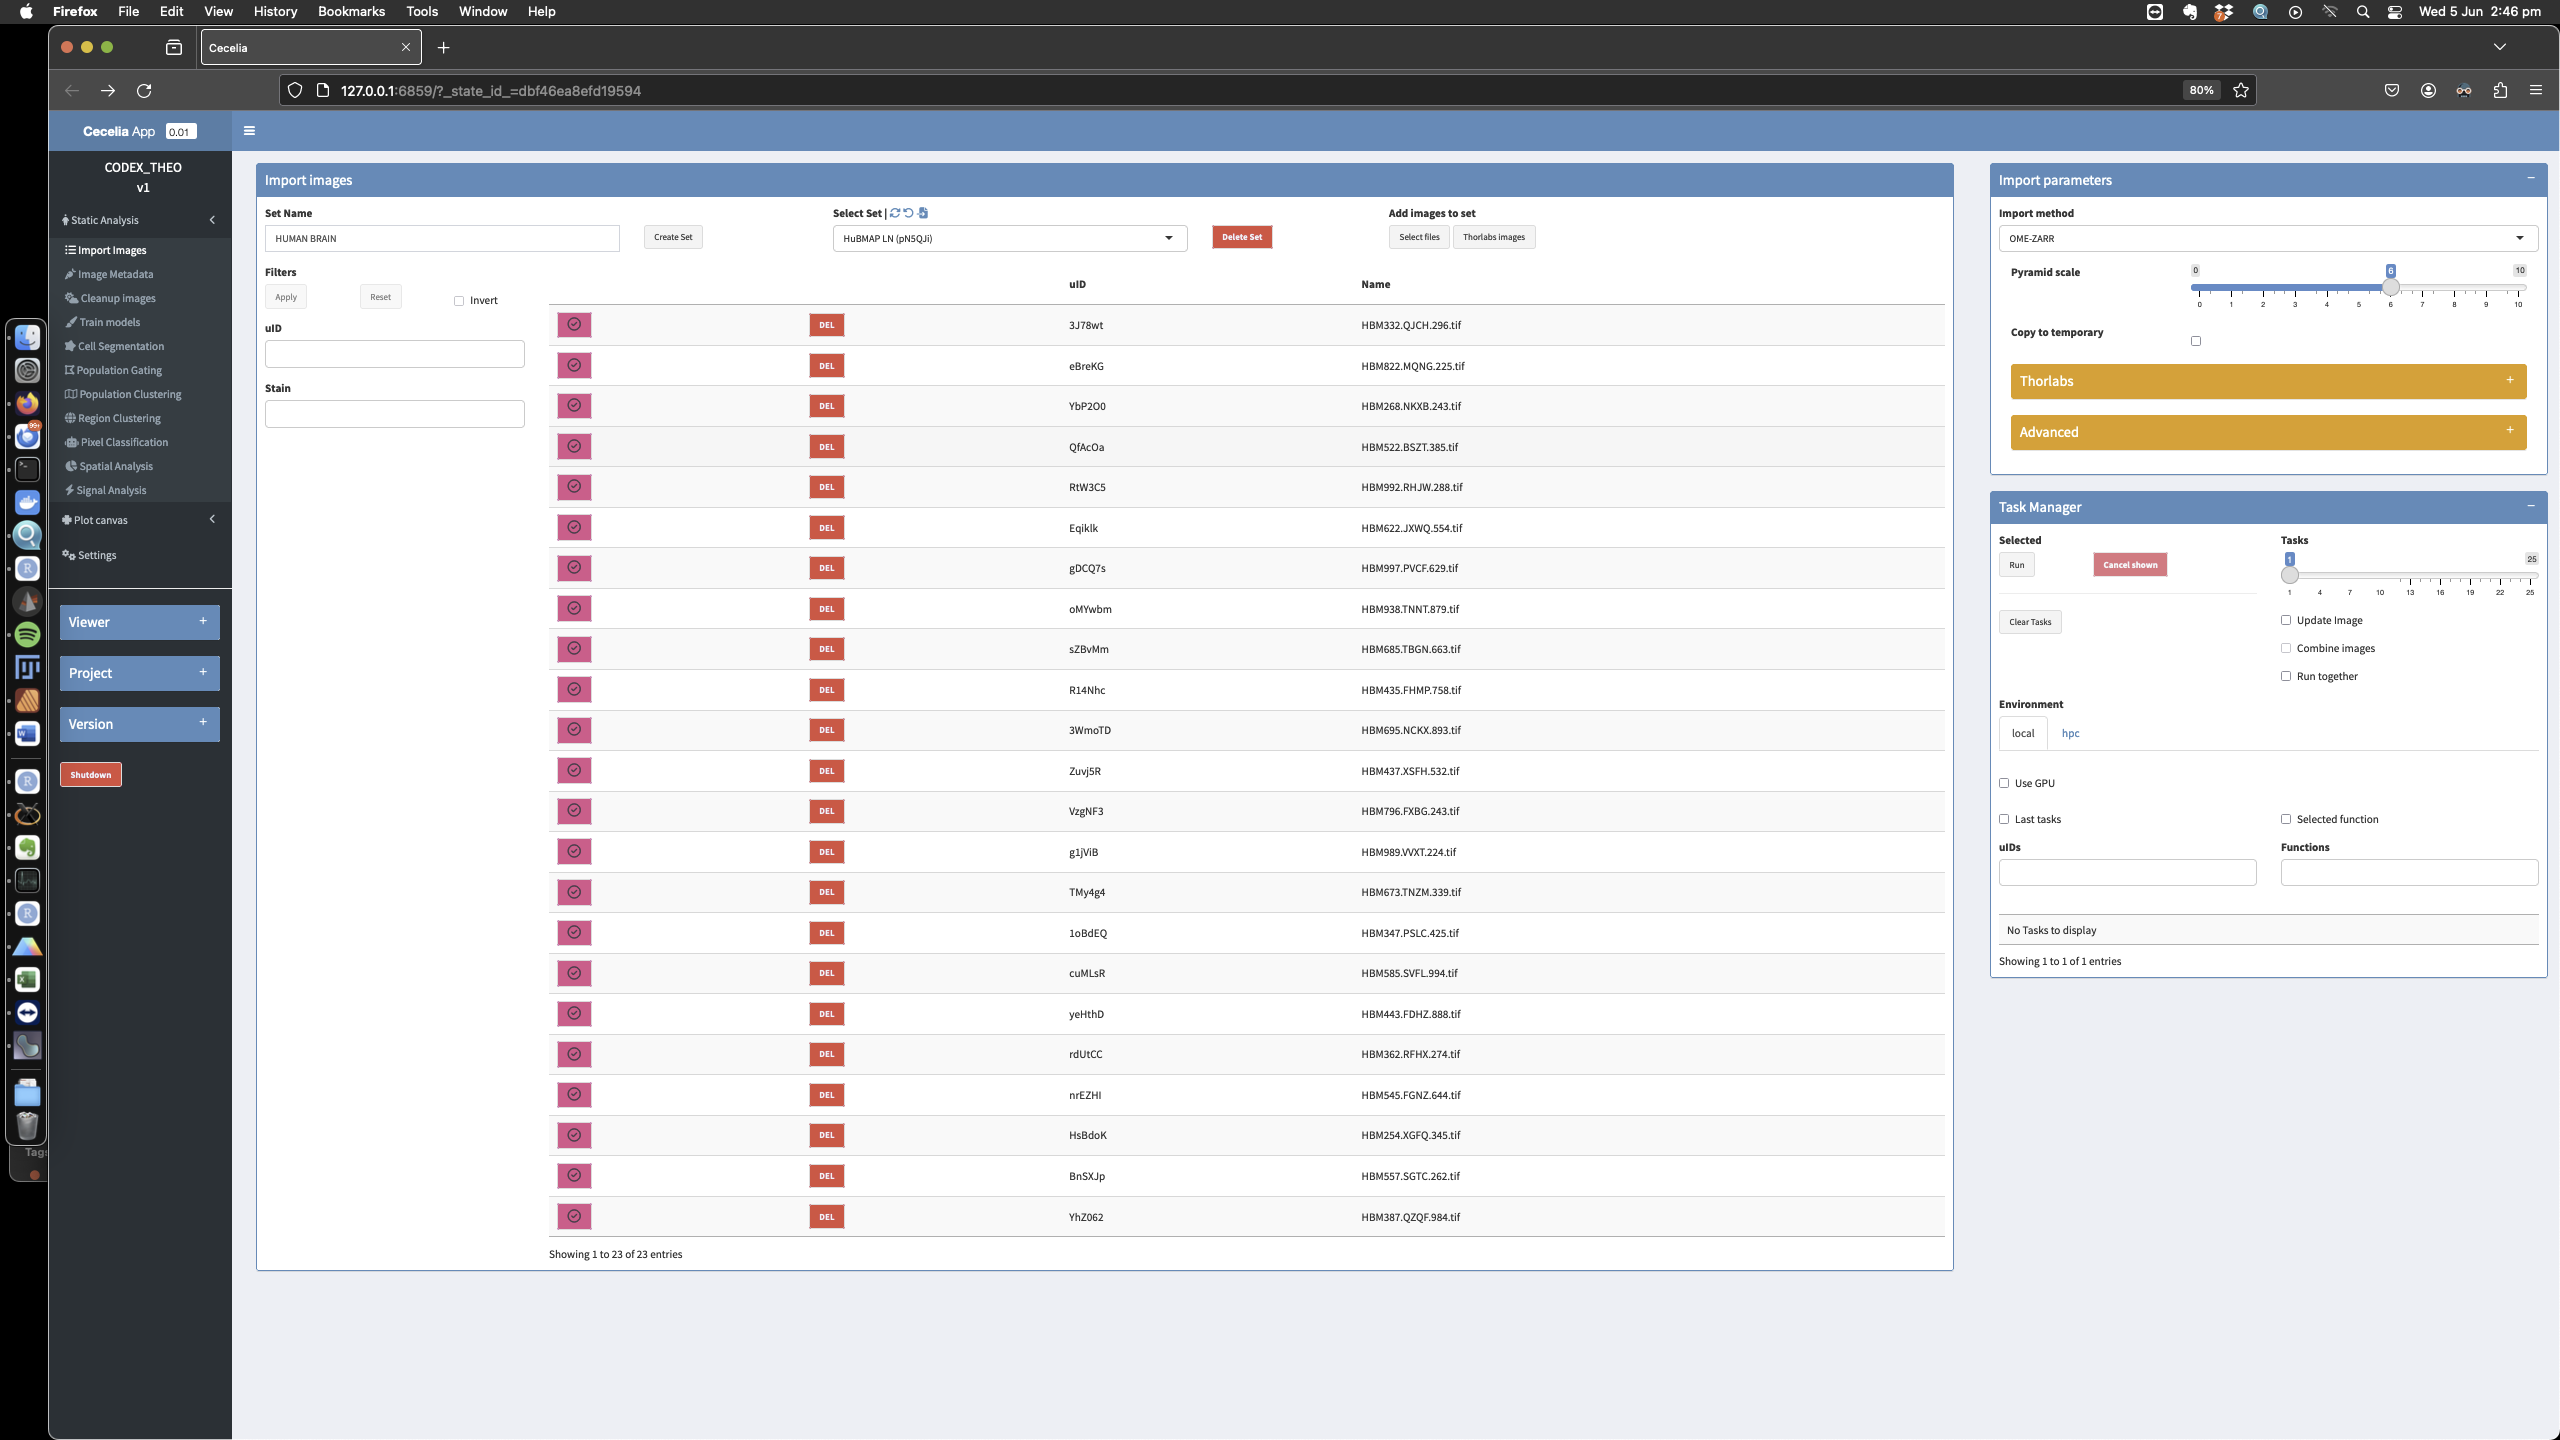 Firefox File Edit View History Bookmarks Tools Window Help
7
Wed 5 Jun 2:46 pm
Cecelia
127.0.0.1:6859/?_state_id_=dbf46ea8efd19594
80%
Cecelia App 0.01
CODEX_THEO
v1
Static Analysis
Import Images
Image Metadata
Cleanup images
Train models
Cell Segmentation
Population Gating
Population Clustering
Region Clustering
Pixel Classification
Spatial Analysis
Signal Analysis
Plot canvas
Settings
Viewer +
Project +
Version +
Shutdown
99+
Tags
Import images
Set Name
HUMAN BRAIN
Create Set
Select Set |
HuBMAP LN (pN5QJi)
Delete Set
Add images to set
Select files Thorlabs images
Filters
Apply Reset Invert
uID
Stain
uID Name
DEL 3J78wt HBM332.QJCH.296.tif
DEL eBreKG HBM822.MQNG.225.tif
DEL YbP2O0 HBM268.NKXB.243.tif
DEL QfAcOa HBM522.BSZT.385.tif
DEL RtW3C5 HBM992.RHJW.288.tif
DEL Eqiklk HBM622.JXWQ.554.tif
DEL gDCQ7s HBM997.PVCF.629.tif
DEL oMYwbm HBM938.TNNT.879.tif
DEL sZBvMm HBM685.TBGN.663.tif
DEL R14Nhc HBM435.FHMP.758.tif
DEL 3WmoTD HBM695.NCKX.893.tif
DEL Zuvj5R HBM437.XSFH.532.tif
DEL VzgNF3 HBM796.FXBG.243.tif
DEL g1jViB HBM989.VVXT.224.tif
DEL TMy4g4 HBM673.TNZM.339.tif
DEL 1oBdEQ HBM347.PSLC.425.tif
DEL cuMLsR HBM585.SVFL.994.tif
DEL yeHthD HBM443.FDHZ.888.tif
DEL rdUtCC HBM362.RFHX.274.tif
DEL nrEZHI HBM545.FGNZ.644.tif
DEL HsBdoK HBM254.XGFQ.345.tif
DEL BnSXJp HBM557.SGTC.262.tif
DEL YhZ062 HBM387.QZQF.984.tif
Showing 1 to 23 of 23 entries
Import parameters
Import method
OME-ZARR
Pyramid scale
0 6 10
0 1 2 3 4 5 6 7 8 9 10
Copy to temporary
Thorlabs +
Advanced +
Task Manager
Selected
Run Cancel shown
Clear Tasks
Tasks
1 25
1 4 7 10 13 16 19 22 25
Update Image
Combine images
Run together
Environment
local hpc
Use GPU
Last tasks Selected function
uIDs Functions
No Tasks to display
Showing 1 to 1 of 1 entries